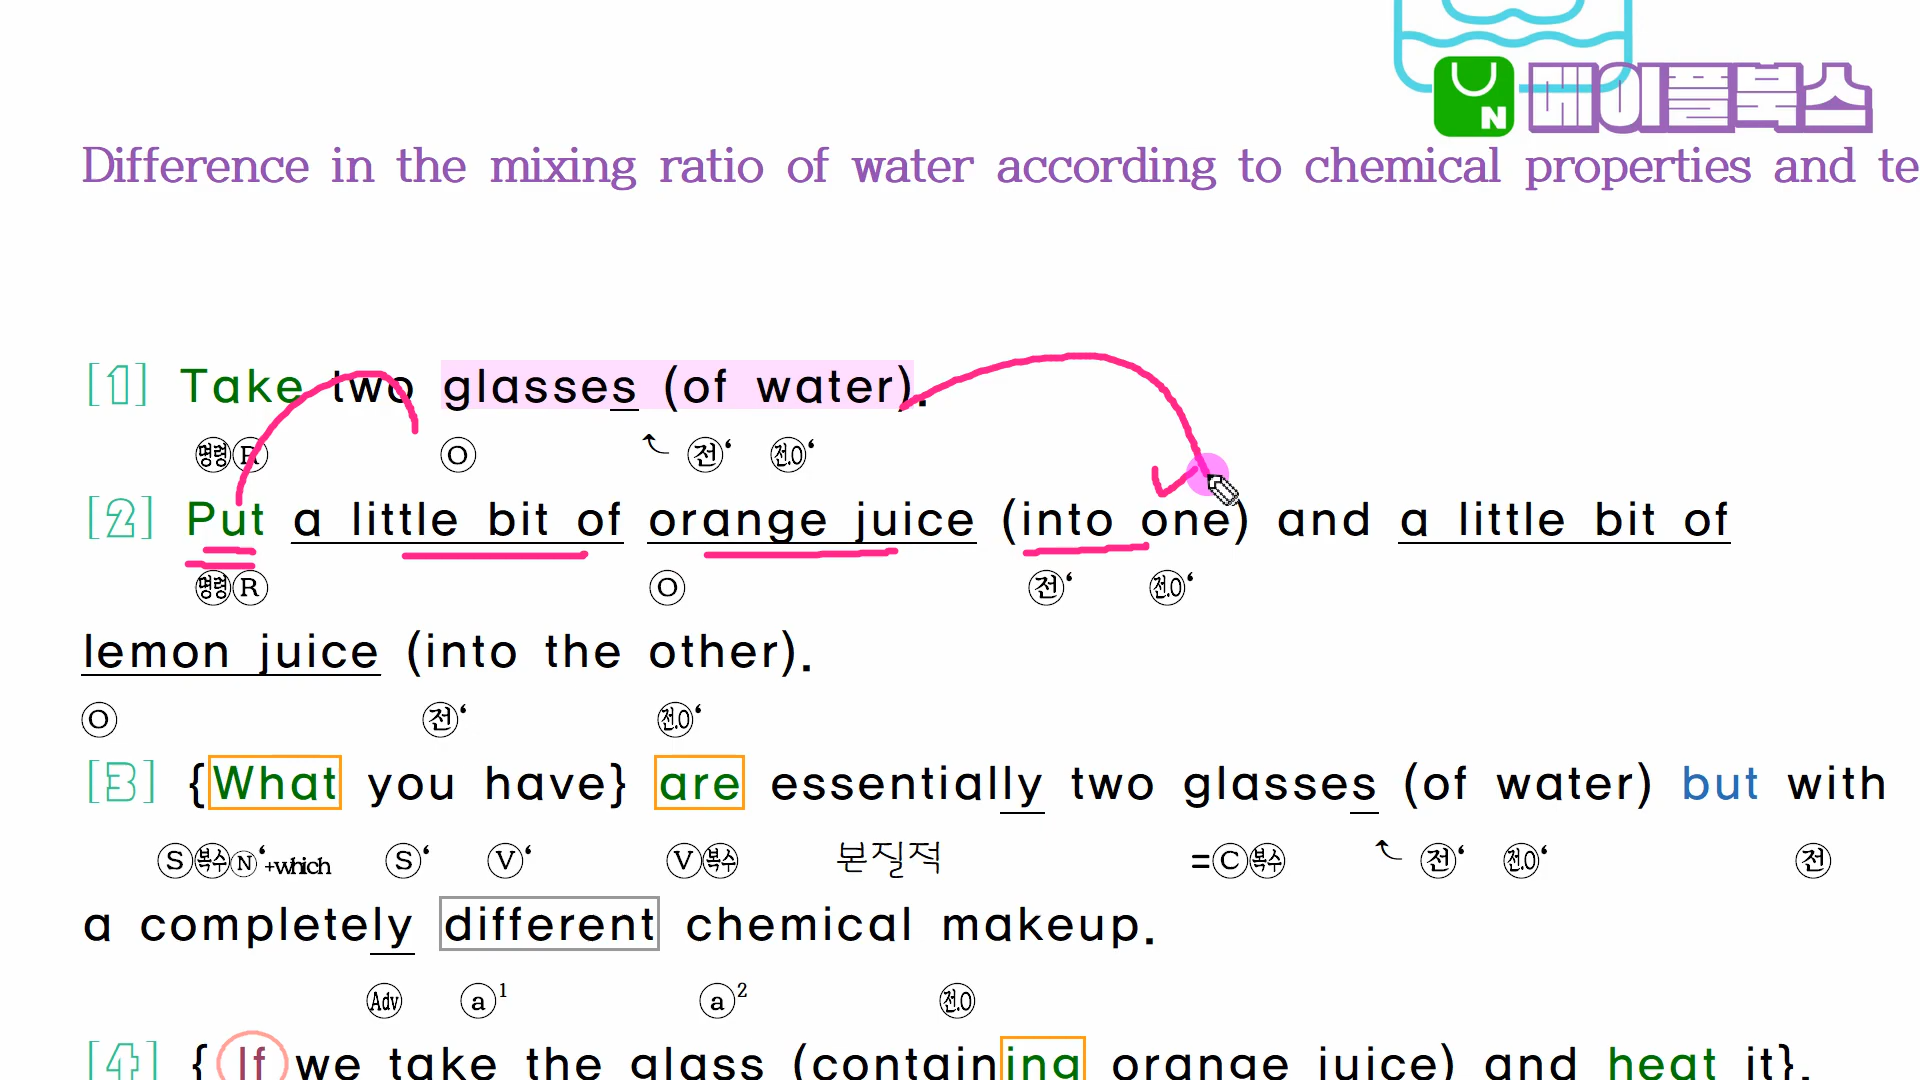 N 메이플북스
Difference in the mixing ratio of water according to chemical properties and te
[1] Take two glasses (of water).
명령 R O 전‘ 전.O‘
[2] Put a little bit of orange juice (into one) and a little bit of
명령 R O 전‘ 전.O‘
lemon juice (into the other).
O 전‘ 전.O‘
[3] {What you have} are essentially two glasses (of water) but with
S 복수 N‘ +which S‘ V‘ V 복수 본질적 =C 복수 전‘ 전.O‘ 전
a completely different chemical makeup.
Adv a1 a2 전.O
[4] { If we take the glass (containing orange juice) and heat it},